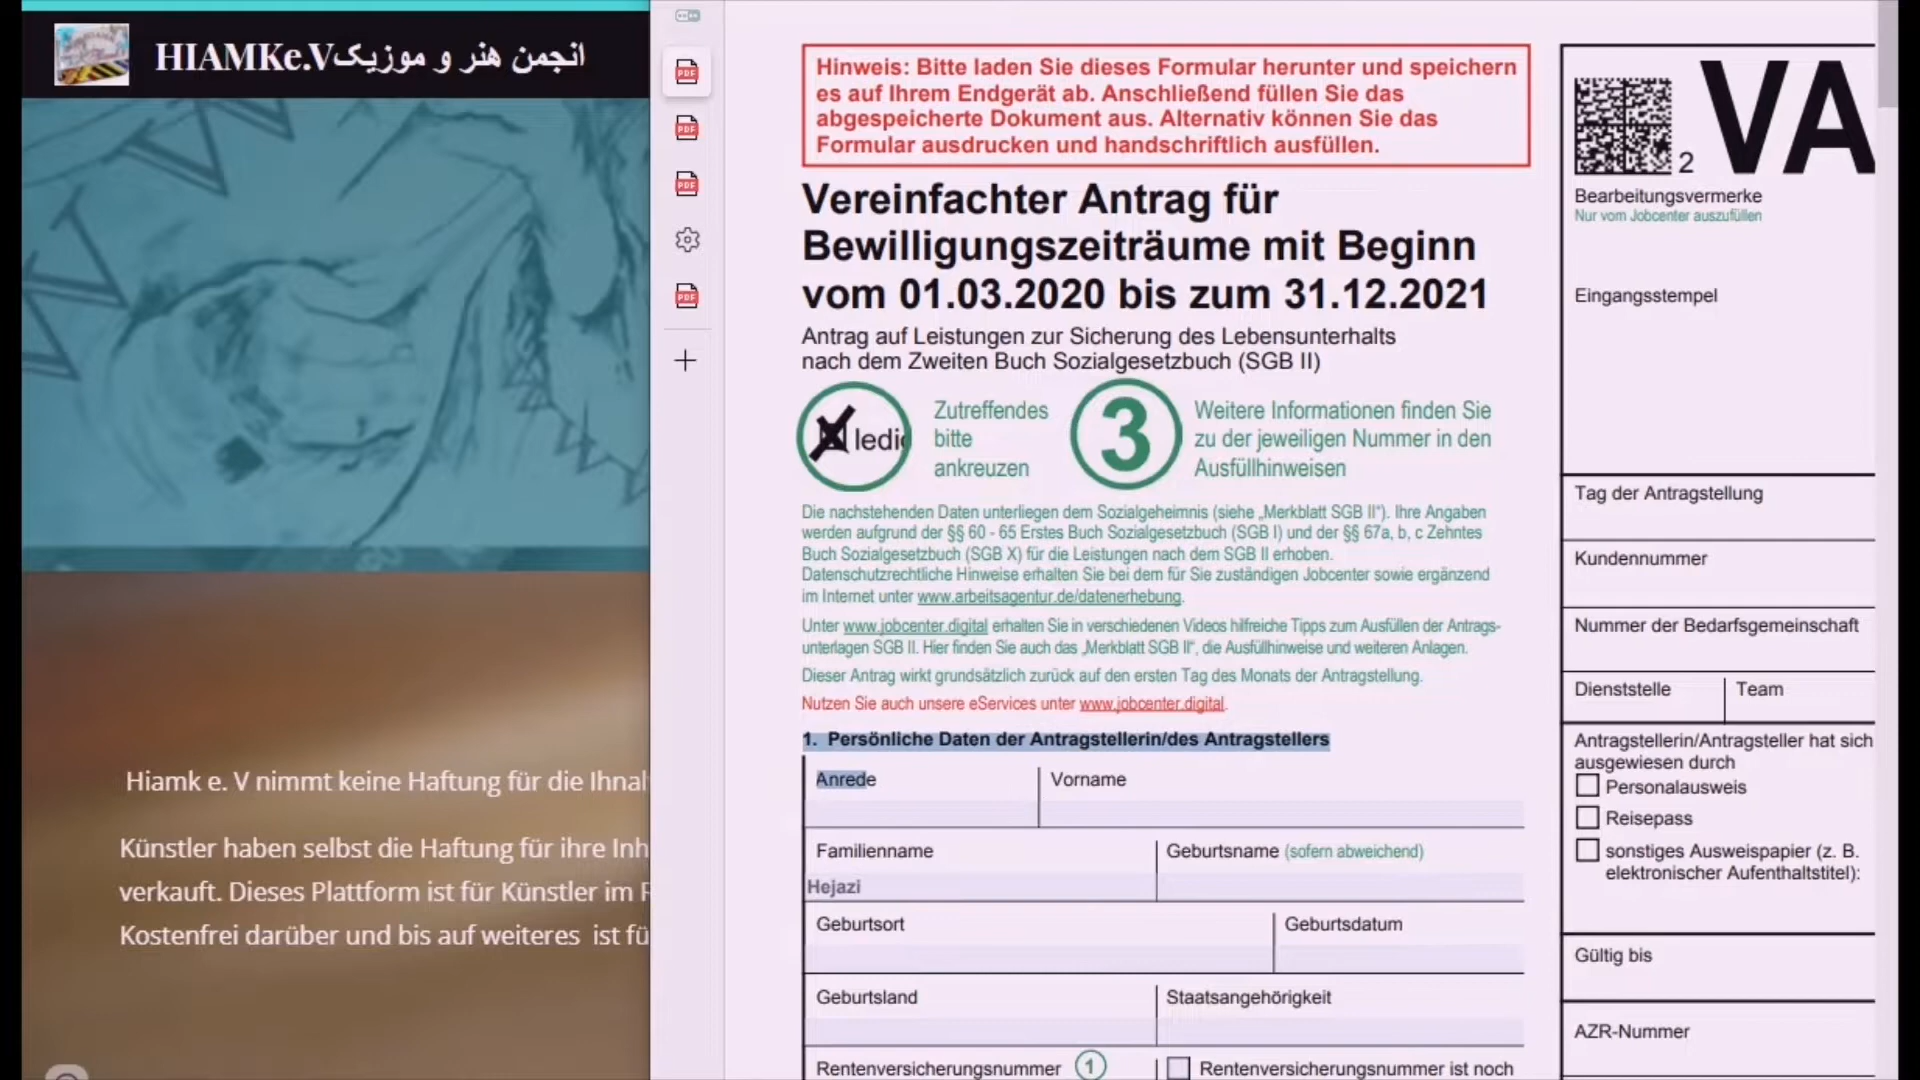 HIAMKe.Vانجمن هنر و موزیک
Hiamk e. V nimmt keine Haftung für die Ihnal
Künstler haben selbst die Haftung für ihre Inh
verkauft. Dieses Plattform ist für Künstler im
Kostenfrei darüber und bis auf weiteres ist fü
PDF
PDF
PDF
PDF
Hinweis: Bitte laden Sie dieses Formular herunter und speichern
es auf Ihrem Endgerät ab. Anschließend füllen Sie das
abgespeicherte Dokument aus. Alternativ können Sie das
Formular ausdrucken und handschriftlich ausfüllen.
Vereinfachter Antrag für
Bewilligungszeiträume mit Beginn
vom 01.03.2020 bis zum 31.12.2021
Antrag auf Leistungen zur Sicherung des Lebensunterhalts
nach dem Zweiten Buch Sozialgesetzbuch (SGB II)
ledi
Zutreffendes
bitte
ankreuzen
3
Weitere Informationen finden Sie
zu der jeweiligen Nummer in den
Ausfüllhinweisen
Die nachstehenden Daten unterliegen dem Sozialgeheimnis (siehe „Merkblatt SGB II“). Ihre Angaben
werden aufgrund der §§ 60 - 65 Erstes Buch Sozialgesetzbuch (SGB I) und der §§ 67a, b, c Zehntes
Buch Sozialgesetzbuch (SGB X) für die Leistungen nach dem SGB II erhoben.
Datenschutzrechtliche Hinweise erhalten Sie bei dem für Sie zuständigen Jobcenter sowie ergänzend
im Internet unter www.arbeitsagentur.de/datenerhebung.
Unter www.jobcenter.digital erhalten Sie in verschiedenen Videos hilfreiche Tipps zum Ausfüllen der Antrags-
unterlagen SGB II. Hier finden Sie auch das „Merkblatt SGB II“, die Ausfüllhinweise und weiteren Anlagen.
Dieser Antrag wirkt grundsätzlich zurück auf den ersten Tag des Monats der Antragstellung.
Nutzen Sie auch unsere eServices unter www.jobcenter.digital.
1. Persönliche Daten der Antragstellerin/des Antragstellers
Anrede
Vorname
Familienname
Geburtsname (sofern abweichend)
Hejazi
Geburtsort
Geburtsdatum
Geburtsland
Staatsangehörigkeit
Rentenversicherungsnummer 1
Rentenversicherungsnummer ist noch
2 VA
Bearbeitungsvermerke
Nur vom Jobcenter auszufüllen
Eingangsstempel
Tag der Antragstellung
Kundennummer
Nummer der Bedarfsgemeinschaft
Dienststelle
Team
Antragstellerin/Antragsteller hat sich
ausgewiesen durch
Personalausweis
Reisepass
sonstiges Ausweispapier (z. B.
elektronischer Aufenthaltstitel):
Gültig bis
AZR-Nummer